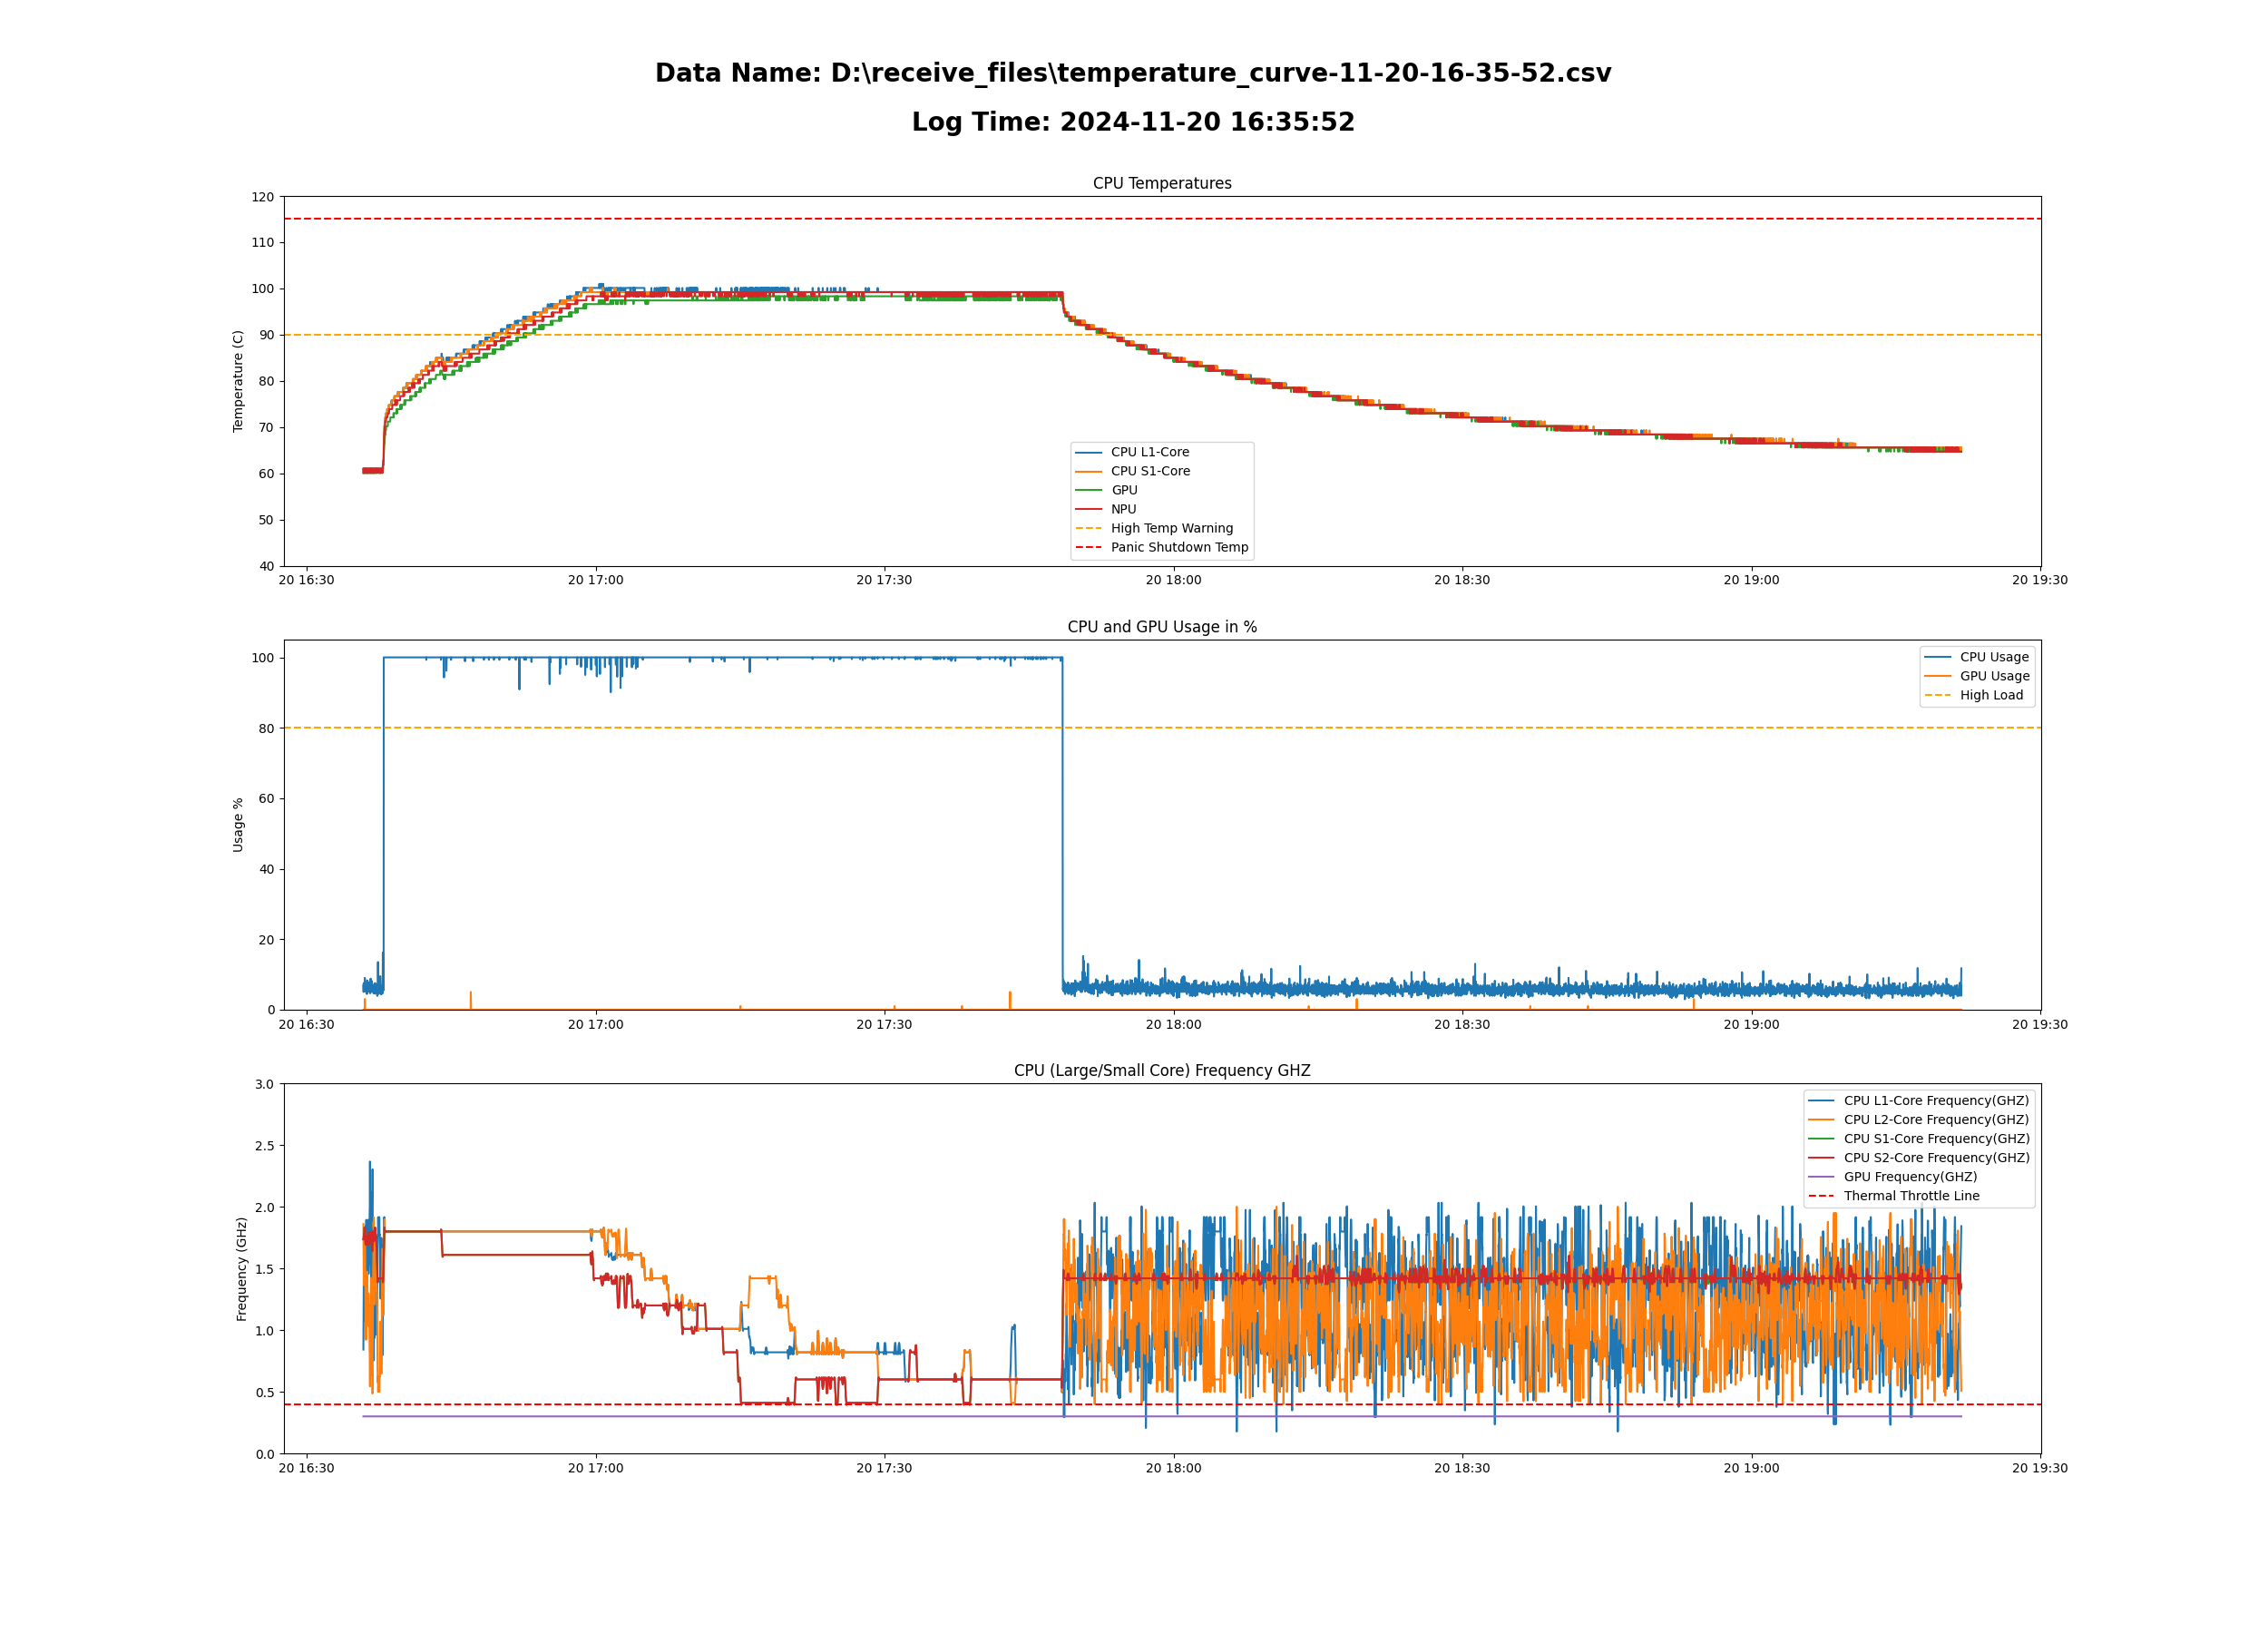 Data Name: D:\receive_files\temperature_curve-11-20-16-35-52.csv
Log Time: 2024-11-20 16:35:52
CPU Temperatures
Temperature (C)
120
110
100
90
80
70
60
50
40
CPU L1-Core
CPU S1-Core
GPU
NPU
High Temp Warning
Panic Shutdown Temp
20 16:30 20 17:00 20 17:30 20 18:00 20 18:30 20 19:00 20 19:30
CPU and GPU Usage in %
Usage %
100
80
60
40
20
0
CPU Usage
GPU Usage
High Load
20 16:30 20 17:00 20 17:30 20 18:00 20 18:30 20 19:00 20 19:30
CPU (Large/Small Core) Frequency GHZ
Frequency (GHz)
3.0
2.5
2.0
1.5
1.0
0.5
0.0
CPU L1-Core Frequency(GHZ)
CPU L2-Core Frequency(GHZ)
CPU S1-Core Frequency(GHZ)
CPU S2-Core Frequency(GHZ)
GPU Frequency(GHZ)
Thermal Throttle Line
20 16:30 20 17:00 20 17:30 20 18:00 20 18:30 20 19:00 20 19:30